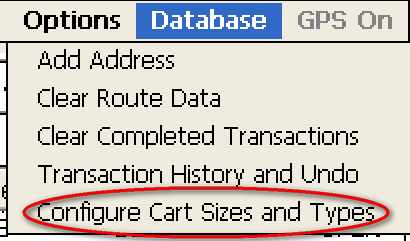 Options Database GPS On
Add Address
Clear Route Data
Clear Completed Transactions
Transaction History and Undo
Configure Cart Sizes and Types